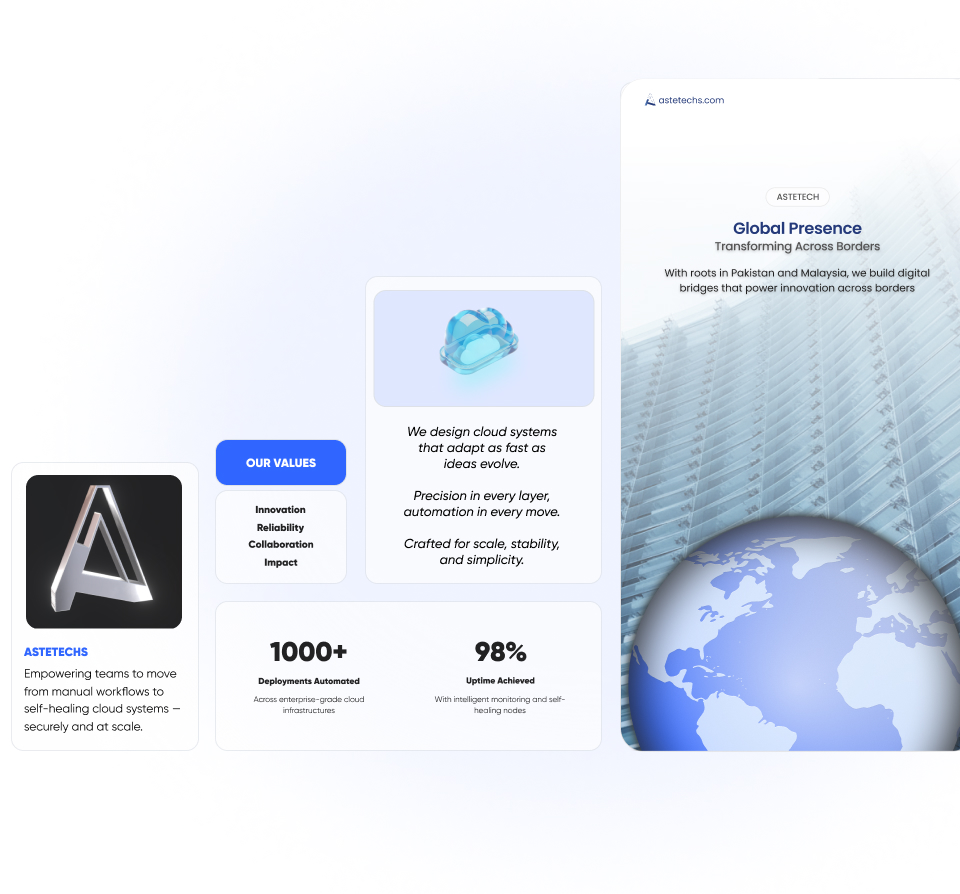 astetechs.com
ASTETECH
Global Presence
Transforming Across Borders
With roots in Pakistan and Malaysia, we build digital
bridges that power innovation across borders
We design cloud systems
that adapt as fast as
ideas evolve.
Precision in every layer,
automation in every move.
Crafted for scale, stability,
and simplicity.
OUR VALUES
Innovation
Reliability
Collaboration
Impact
ASTETECHS
Empowering teams to move
from manual workflows to
self-healing cloud systems —
securely and at scale.
1000+
Deployments Automated
Across enterprise-grade cloud
infrastructures
98%
Uptime Achieved
With intelligent monitoring and self-
healing nodes